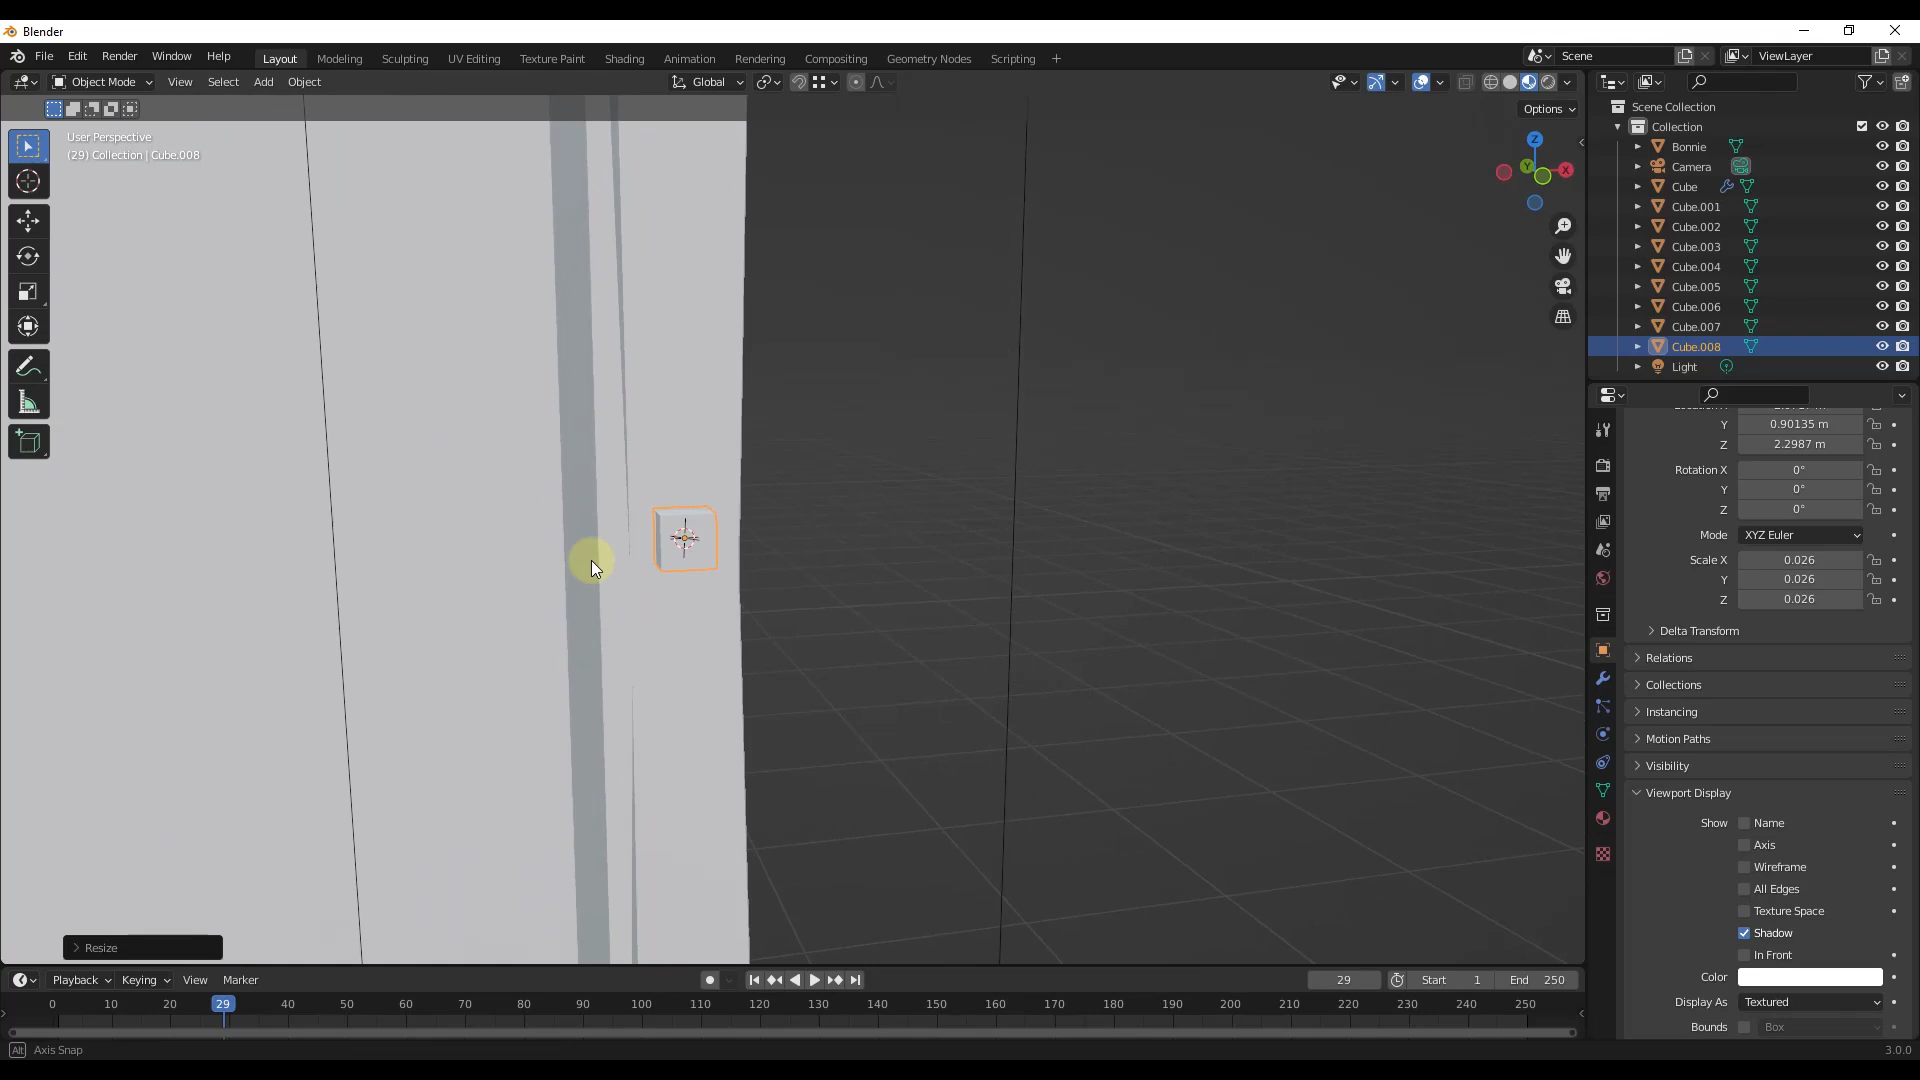 Blender
File Edit Render Window Help Layout Modeling Sculpting UV Editing Texture Paint Shading Animation Rendering Compositing Geometry Nodes Scripting + Scene ViewLayer
Object Mode View Select Add Object Global
Options
User Perspective
(29) Collection | Cube.008
Z
Y
X
Scene Collection
Collection
Bonnie
Camera
Cube
Cube.001
Cube.002
Cube.003
Cube.004
Cube.005
Cube.006
Cube.007
Cube.008
Light
Y 0.90135 m
Z 2.2987 m
Rotation X 0°
Y 0°
Z 0°
Mode XYZ Euler
Scale X 0.026
Y 0.026
Z 0.026
Delta Transform
Relations
Collections
Instancing
Motion Paths
Visibility
Viewport Display
Show Name
Axis
Wireframe
All Edges
Texture Space
Shadow
In Front
Color
Display As Textured
Bounds Box
Resize
Playback Keying View Marker 29 Start 1 End 250
0 10 20 29 40 50 60 70 80 90 100 110 120 130 140 150 160 170 180 190 200 210 220 230 240 250
Alt Axis Snap
3.0.0